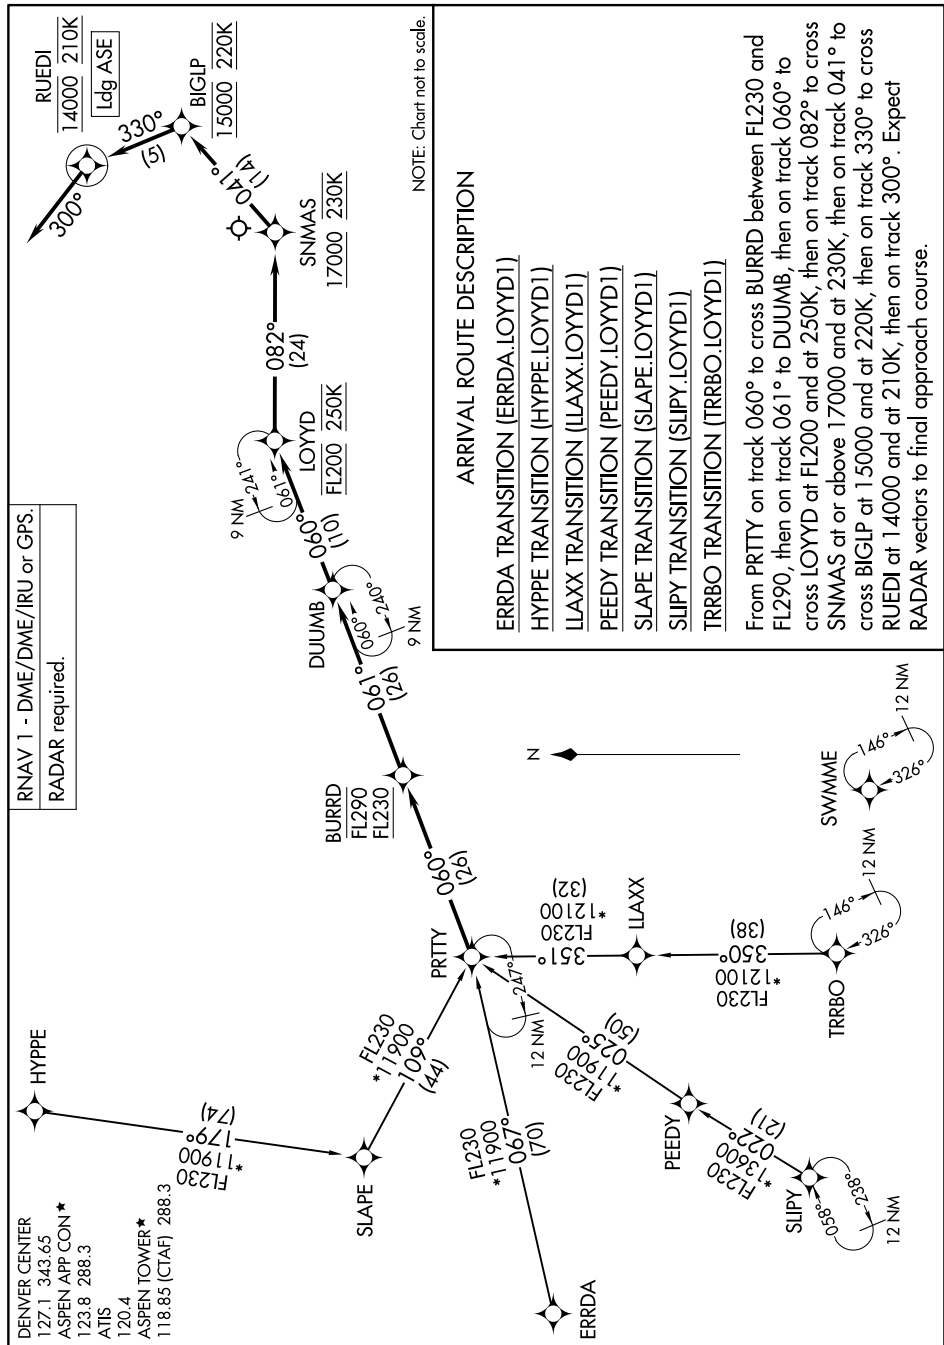 DENVER CENTER
127.1 343.65
ASPEN APP CON★
123.8 288.3
ATIS
120.4
ASPEN TOWER★
118.85 (CTAF) 288.3
RNAV 1 - DME/DME/IRU or GPS.
RADAR required.
HYPPE
179°
(74)
FL230
*11900
SLAPE
FL230
*11900
109°
(44)
ERRDA
FL230
*11900
067°
(70)
SLIPY
058°
238°
12 NM
FL230
*13600
022°
(21)
PEEDY
FL230
*11900
025°
(50)
TRRBO
146°
326°
12 NM
FL230
*12100
350°
(38)
LLAXX
FL230
*12100
351°
(32)
SWMME
146°
326°
12 NM
PRTTY
247°
12 NM
060°
(26)
BURRD
FL290
FL230
061°
(26)
DUUMB
060°
240°
9 NM
060°
(10)
LOYYD
FL200 250K
061°
241°
9 NM
082°
(24)
SNMAS
17000 230K
041°
(14)
BIGLP
15000 220K
330°
(5)
RUEDI
14000 210K
Ldg ASE
300°
N
NOTE: Chart not to scale.
ARRIVAL ROUTE DESCRIPTION
ERRDA TRANSITION (ERRDA.LOYYD1)
HYPPE TRANSITION (HYPPE.LOYYD1)
LLAXX TRANSITION (LLAXX.LOYYD1)
PEEDY TRANSITION (PEEDY.LOYYD1)
SLAPE TRANSITION (SLAPE.LOYYD1)
SLIPY TRANSITION (SLIPY.LOYYD1)
TRRBO TRANSITION (TRRBO.LOYYD1)
From PRTTY on track 060° to cross BURRD between FL230 and
FL290, then on track 061° to DUUMB, then on track 060° to
cross LOYYD at FL200 and at 250K, then on track 082° to cross
SNMAS at or above 17000 and at 230K, then on track 041° to
cross BIGLP at 15000 and at 220K, then on track 330° to cross
RUEDI at 14000 and at 210K, then on track 300°. Expect
RADAR vectors to final approach course.